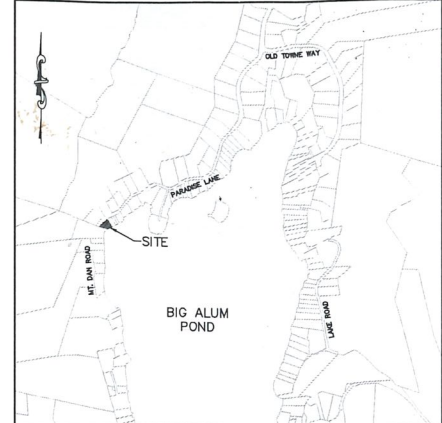 OLD TOWNE WAY
PARADISE LANE
SITE
MT. DAN ROAD
BIG ALUM
POND
LAKE ROAD